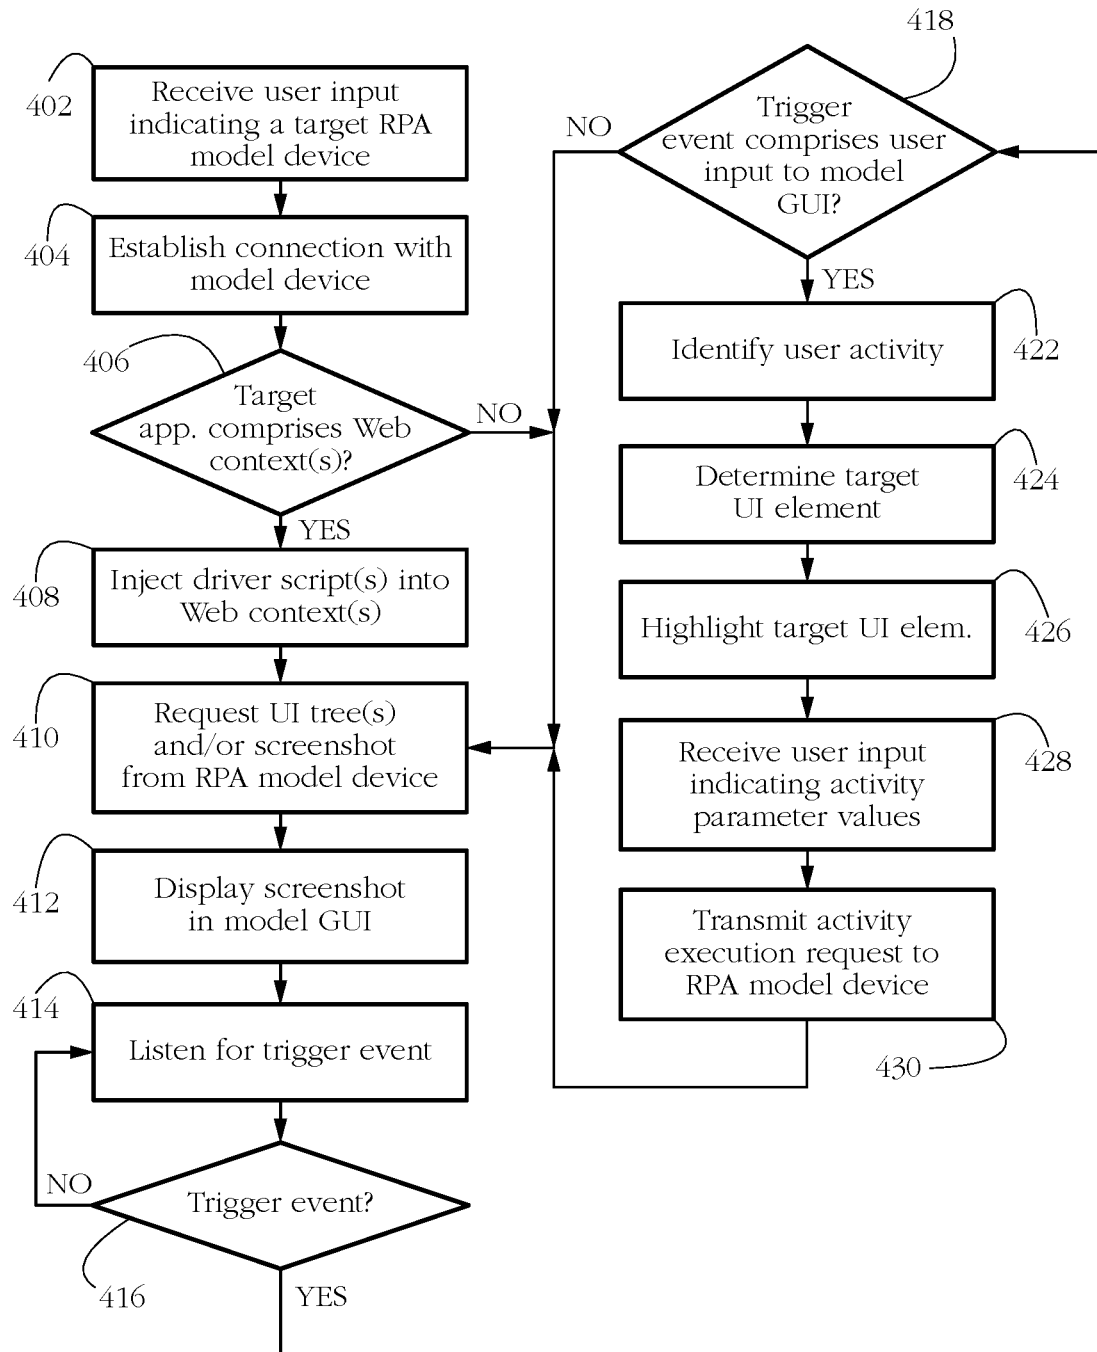 402
Receive user input
indicating a target RPA
model device
404
Establish connection with
model device
406
Target
app. comprises Web
context(s)?
NO
YES
408
Inject driver script(s) into
Web context(s)
410
Request UI tree(s)
and/or screenshot
from RPA model device
412
Display screenshot
in model GUI
414
Listen for trigger event
NO
Trigger event?
416
YES
418
Trigger
event comprises user
input to model
GUI?
NO
YES
Identify user activity
422
Determine target
UI element
424
Highlight target UI elem.
426
Receive user input
indicating activity
parameter values
428
Transmit activity
execution request to
RPA model device
430